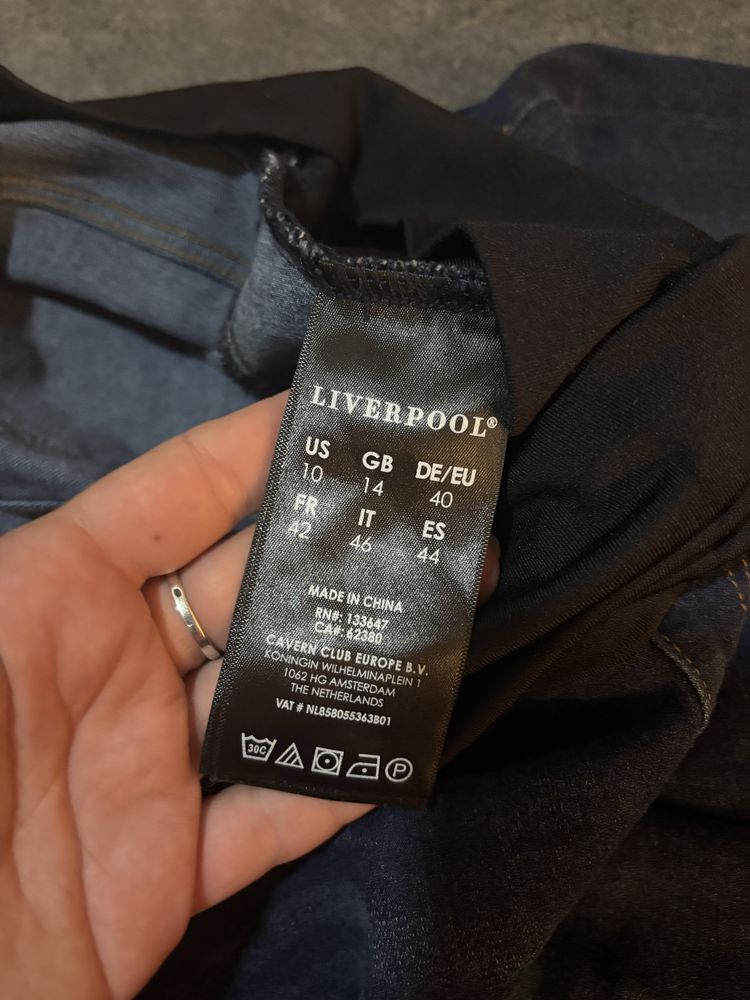 LIVERPOOL®
US GB DE/EU
10 14 40
FR IT ES
42 46 44
MADE IN CHINA
RN#: 133647
CA#: 62380
CAVERN CLUB EUROPE B.V.
KONINGIN WILHELMINAPLEIN 1
1062 HG AMSTERDAM
THE NETHERLANDS
VAT # NL858055363B01
30C P